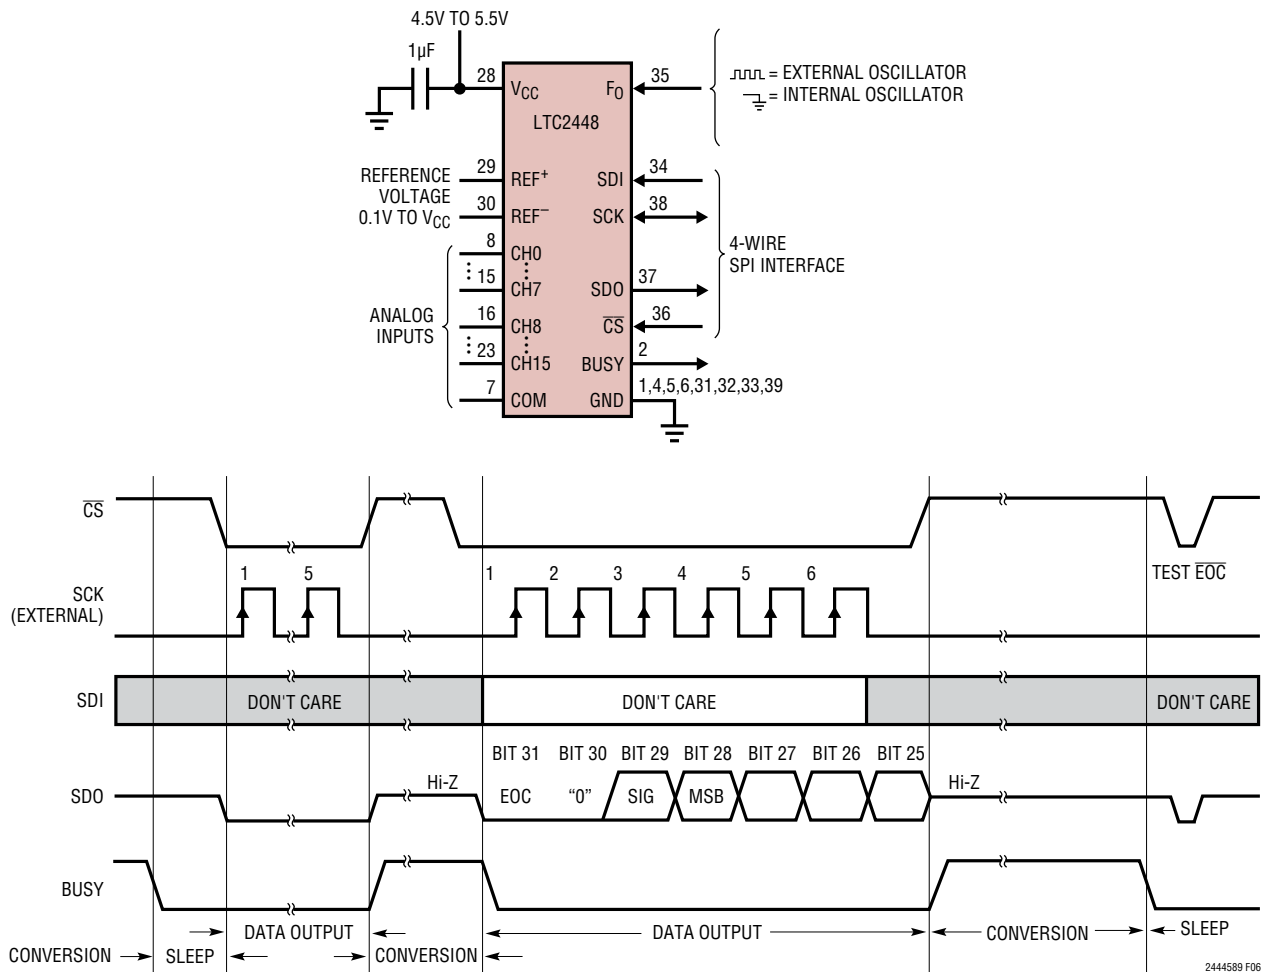 4.5V TO 5.5V
1µF
28
VCC
FO
35
= EXTERNAL OSCILLATOR
= INTERNAL OSCILLATOR
LTC2448
REFERENCE
VOLTAGE
0.1V TO VCC
29
REF+
30
REF–
SDI
34
SCK
38
4-WIRE
SPI INTERFACE
ANALOG
INPUTS
8
CH0
15
CH7
16
CH8
23
CH15
7
COM
SDO
37
CS
36
BUSY
2
GND
1,4,5,6,31,32,33,39
CS
TEST EOC
SCK
(EXTERNAL)
1
5
1
2
3
4
5
6
SDI
DON'T CARE
DON'T CARE
DON'T CARE
BIT 31
BIT 30
BIT 29
BIT 28
BIT 27
BIT 26
BIT 25
SDO
Hi-Z
EOC
“0”
SIG
MSB
Hi-Z
BUSY
CONVERSION
SLEEP
DATA OUTPUT
CONVERSION
DATA OUTPUT
CONVERSION
SLEEP
2444589 F06